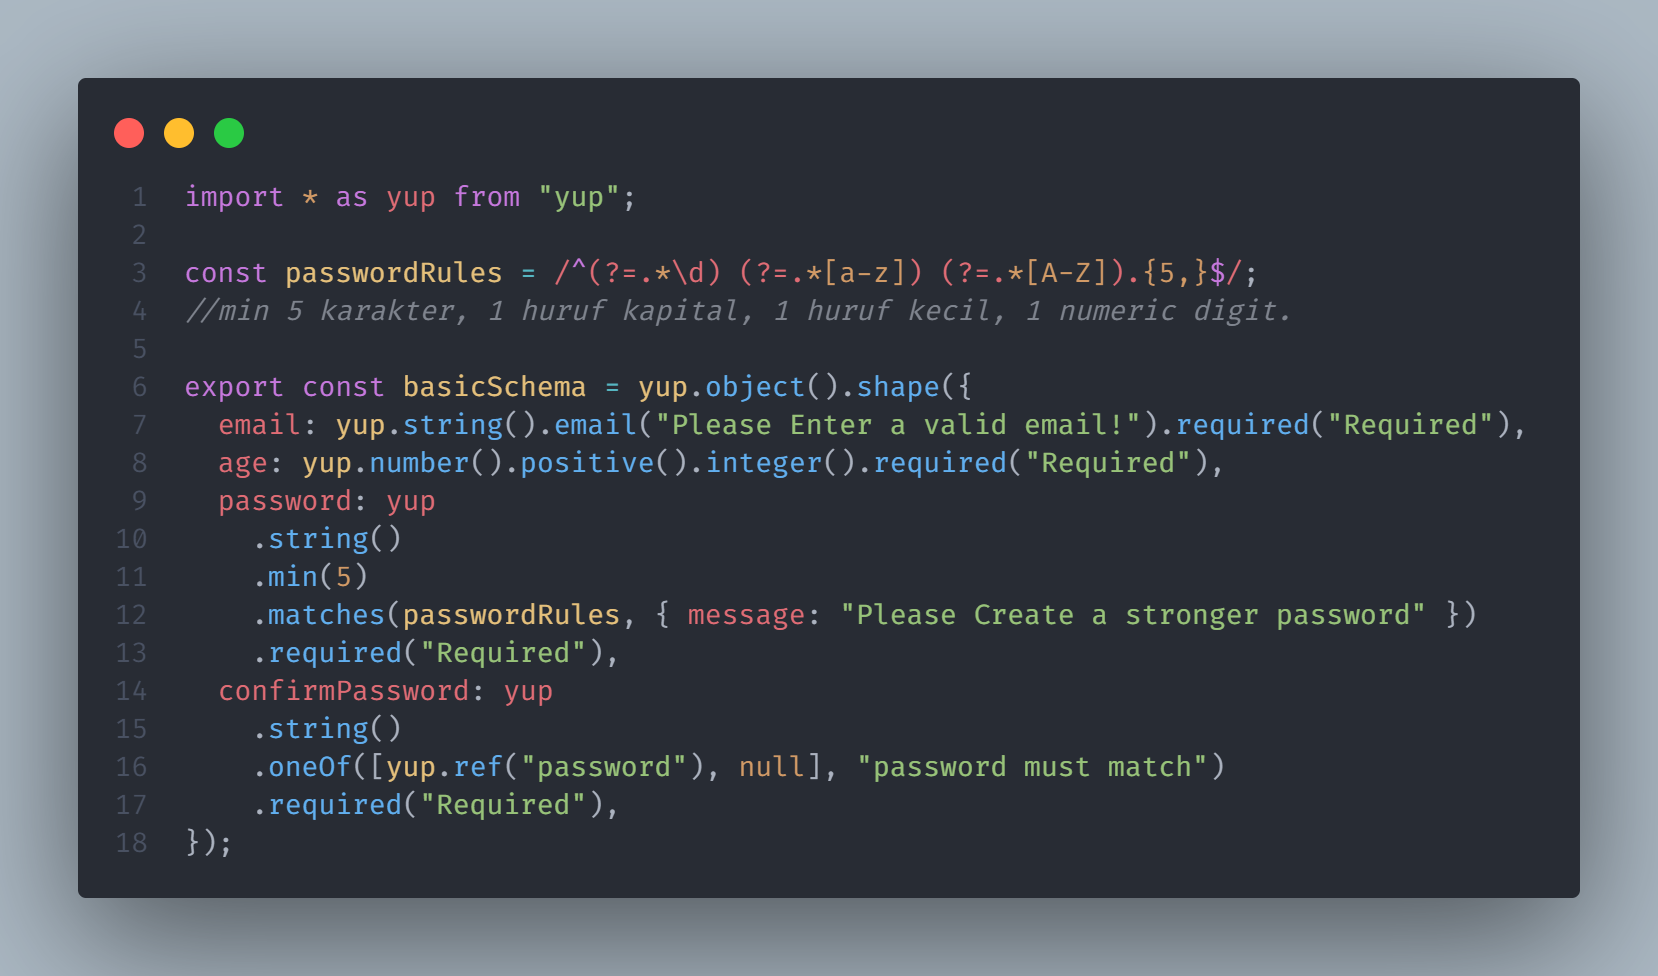 1 import * as yup from "yup";
2
3 const passwordRules = /^(?=.*\d) (?=.*[a-z]) (?=.*[A-Z]).{5,}$/;
4 //min 5 karakter, 1 huruf kapital, 1 huruf kecil, 1 numeric digit.
5
6 export const basicSchema = yup.object().shape({
7   email: yup.string().email("Please Enter a valid email!").required("Required"),
8   age: yup.number().positive().integer().required("Required"),
9   password: yup
10     .string()
11     .min(5)
12     .matches(passwordRules, { message: "Please Create a stronger password" })
13     .required("Required"),
14   confirmPassword: yup
15     .string()
16     .oneOf([yup.ref("password"), null], "password must match")
17     .required("Required"),
18 });